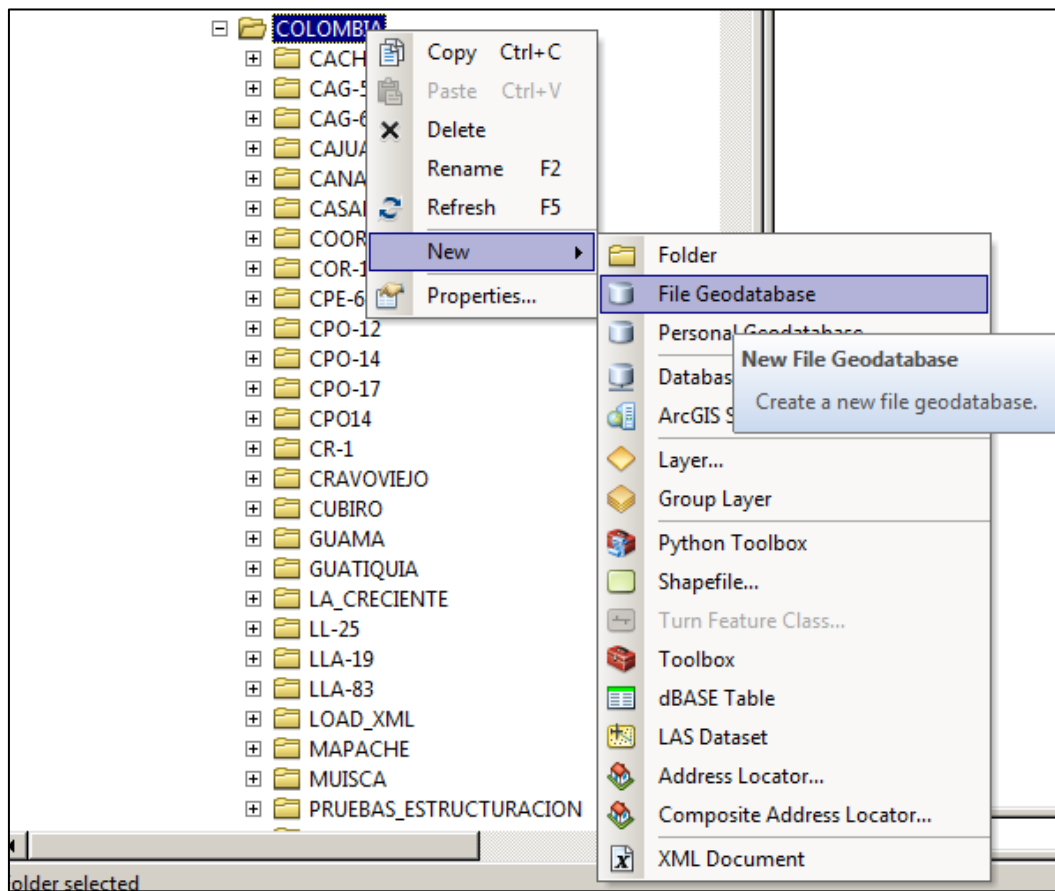 COLOMBIA
CACH
CAG-5
CAG-6
CAJUA
CANA
CASA
COOR
COR-1
CPE-6
CPO-12
CPO-14
CPO-17
CPO14
CR-1
CRAVOVIEJO
CUBIRO
GUAMA
GUATIQUIA
LA_CRECIENTE
LL-25
LLA-19
LLA-83
LOAD_XML
MAPACHE
MUISCA
PRUEBAS_ESTRUCTURACION
older selected
Copy Ctrl+C
Paste Ctrl+V
Delete
Rename F2
Refresh F5
New
Properties...
Folder
File Geodatabase
Personal Geodatabase
Databas
ArcGIS S
Layer...
Group Layer
Python Toolbox
Shapefile...
Turn Feature Class...
Toolbox
dBASE Table
LAS Dataset
Address Locator...
Composite Address Locator...
XML Document
New File Geodatabase
Create a new file geodatabase.